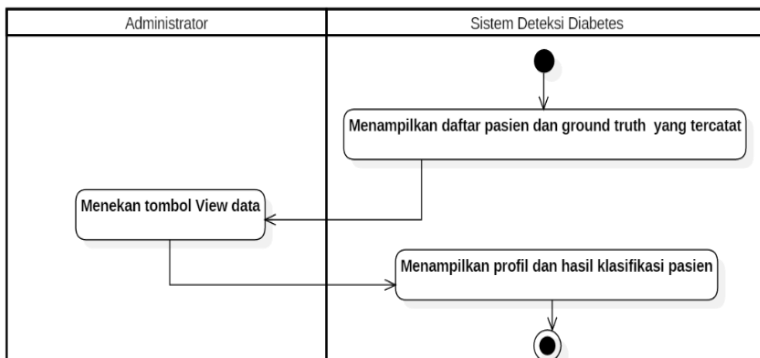 Administrator
Sistem Deteksi Diabetes
Menampilkan daftar pasien dan ground truth yang tercatat
Menekan tombol View data
Menampilkan profil dan hasil klasifikasi pasien